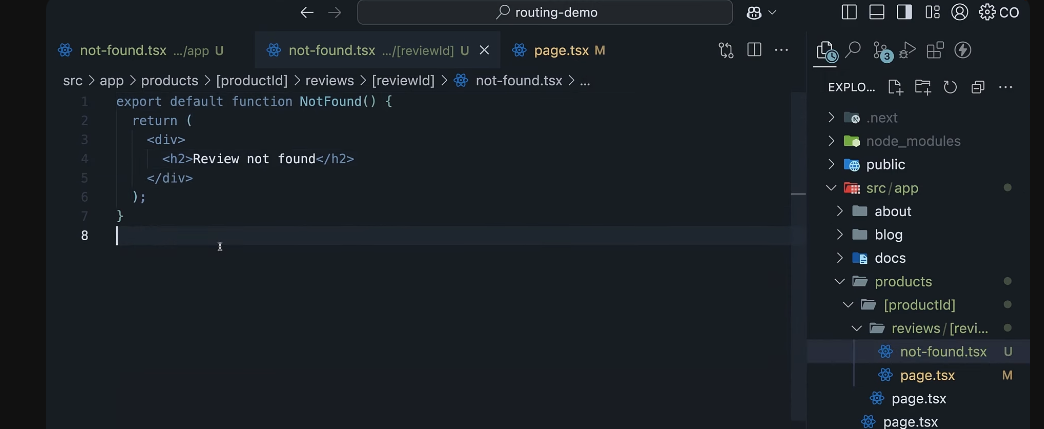 routing-demo
CO
not-found.tsx .../app U
not-found.tsx .../[reviewId] U
page.tsx M
src > app > products > [productId] > reviews > [reviewId] > not-found.tsx > ...
1 export default function NotFound() {
2 return (
3 <div>
4 <h2>Review not found</h2>
5 </div>
6 );
7 }
8
3
EXPLO...
.next
node_modules
public
src/app
about
blog
docs
products
[productId]
reviews/[revi...
not-found.tsx U
page.tsx M
page.tsx
page.tsx